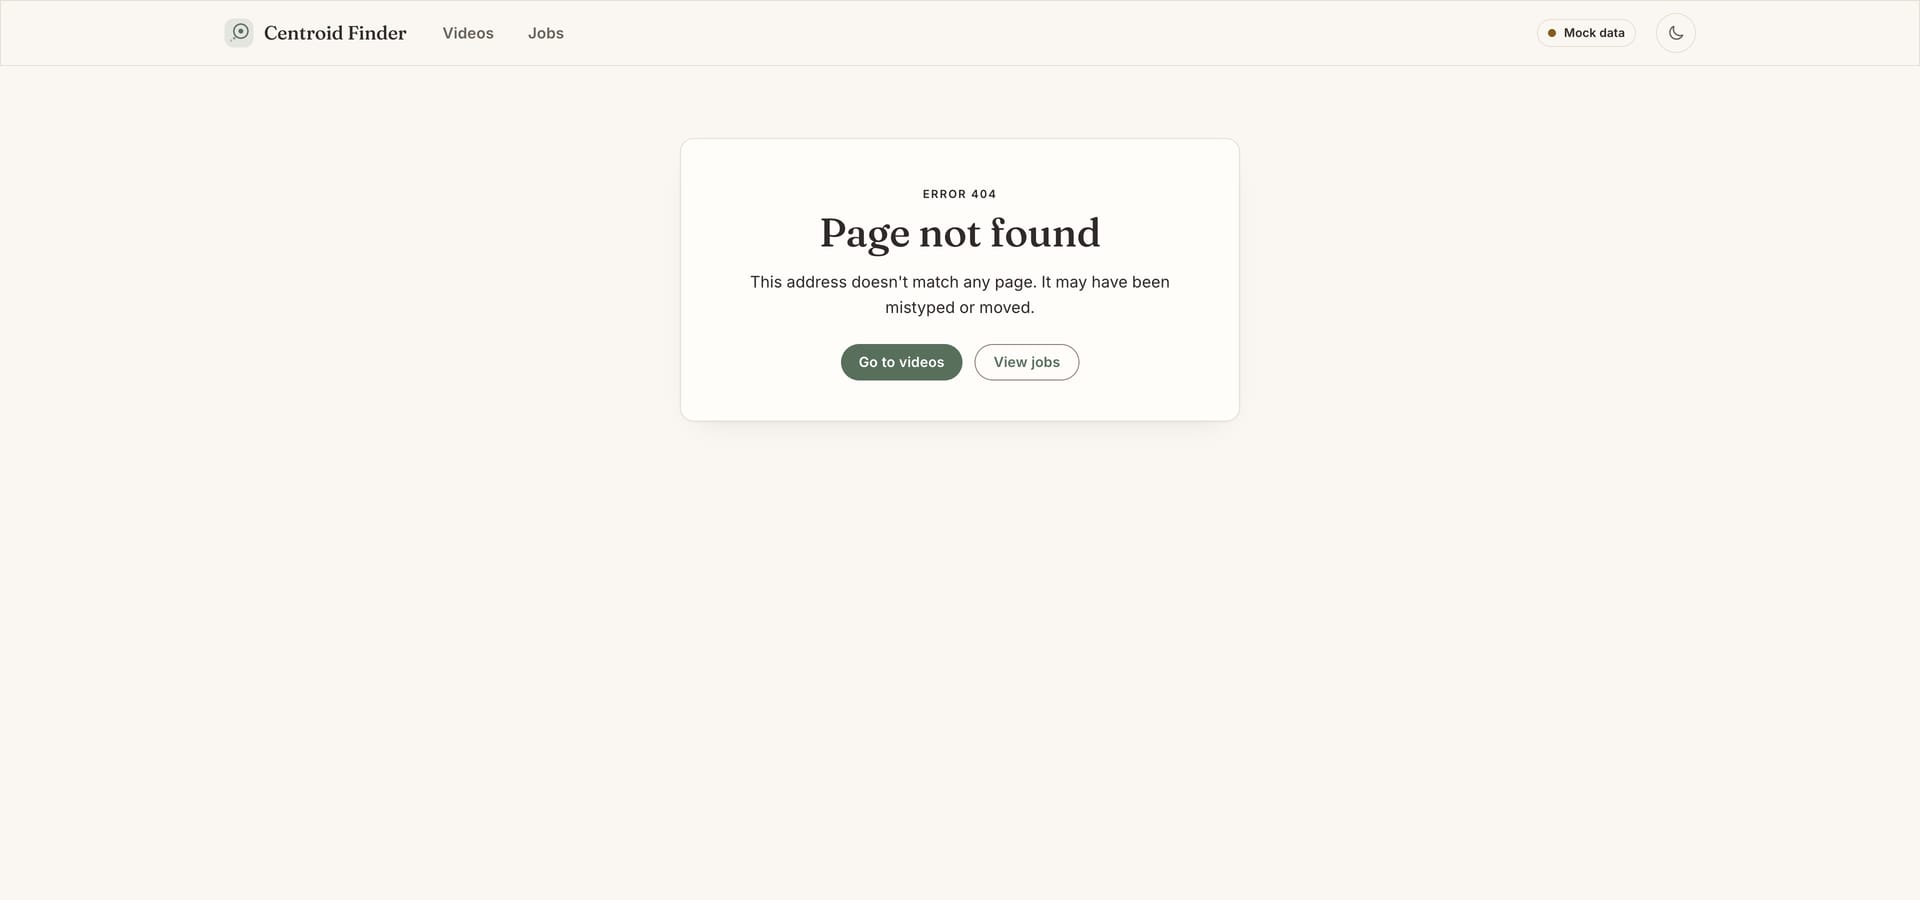 Centroid Finder
Videos
Jobs
Mock data
ERROR 404
Page not found
This address doesn't match any page. It may have been
mistyped or moved.
Go to videos
View jobs